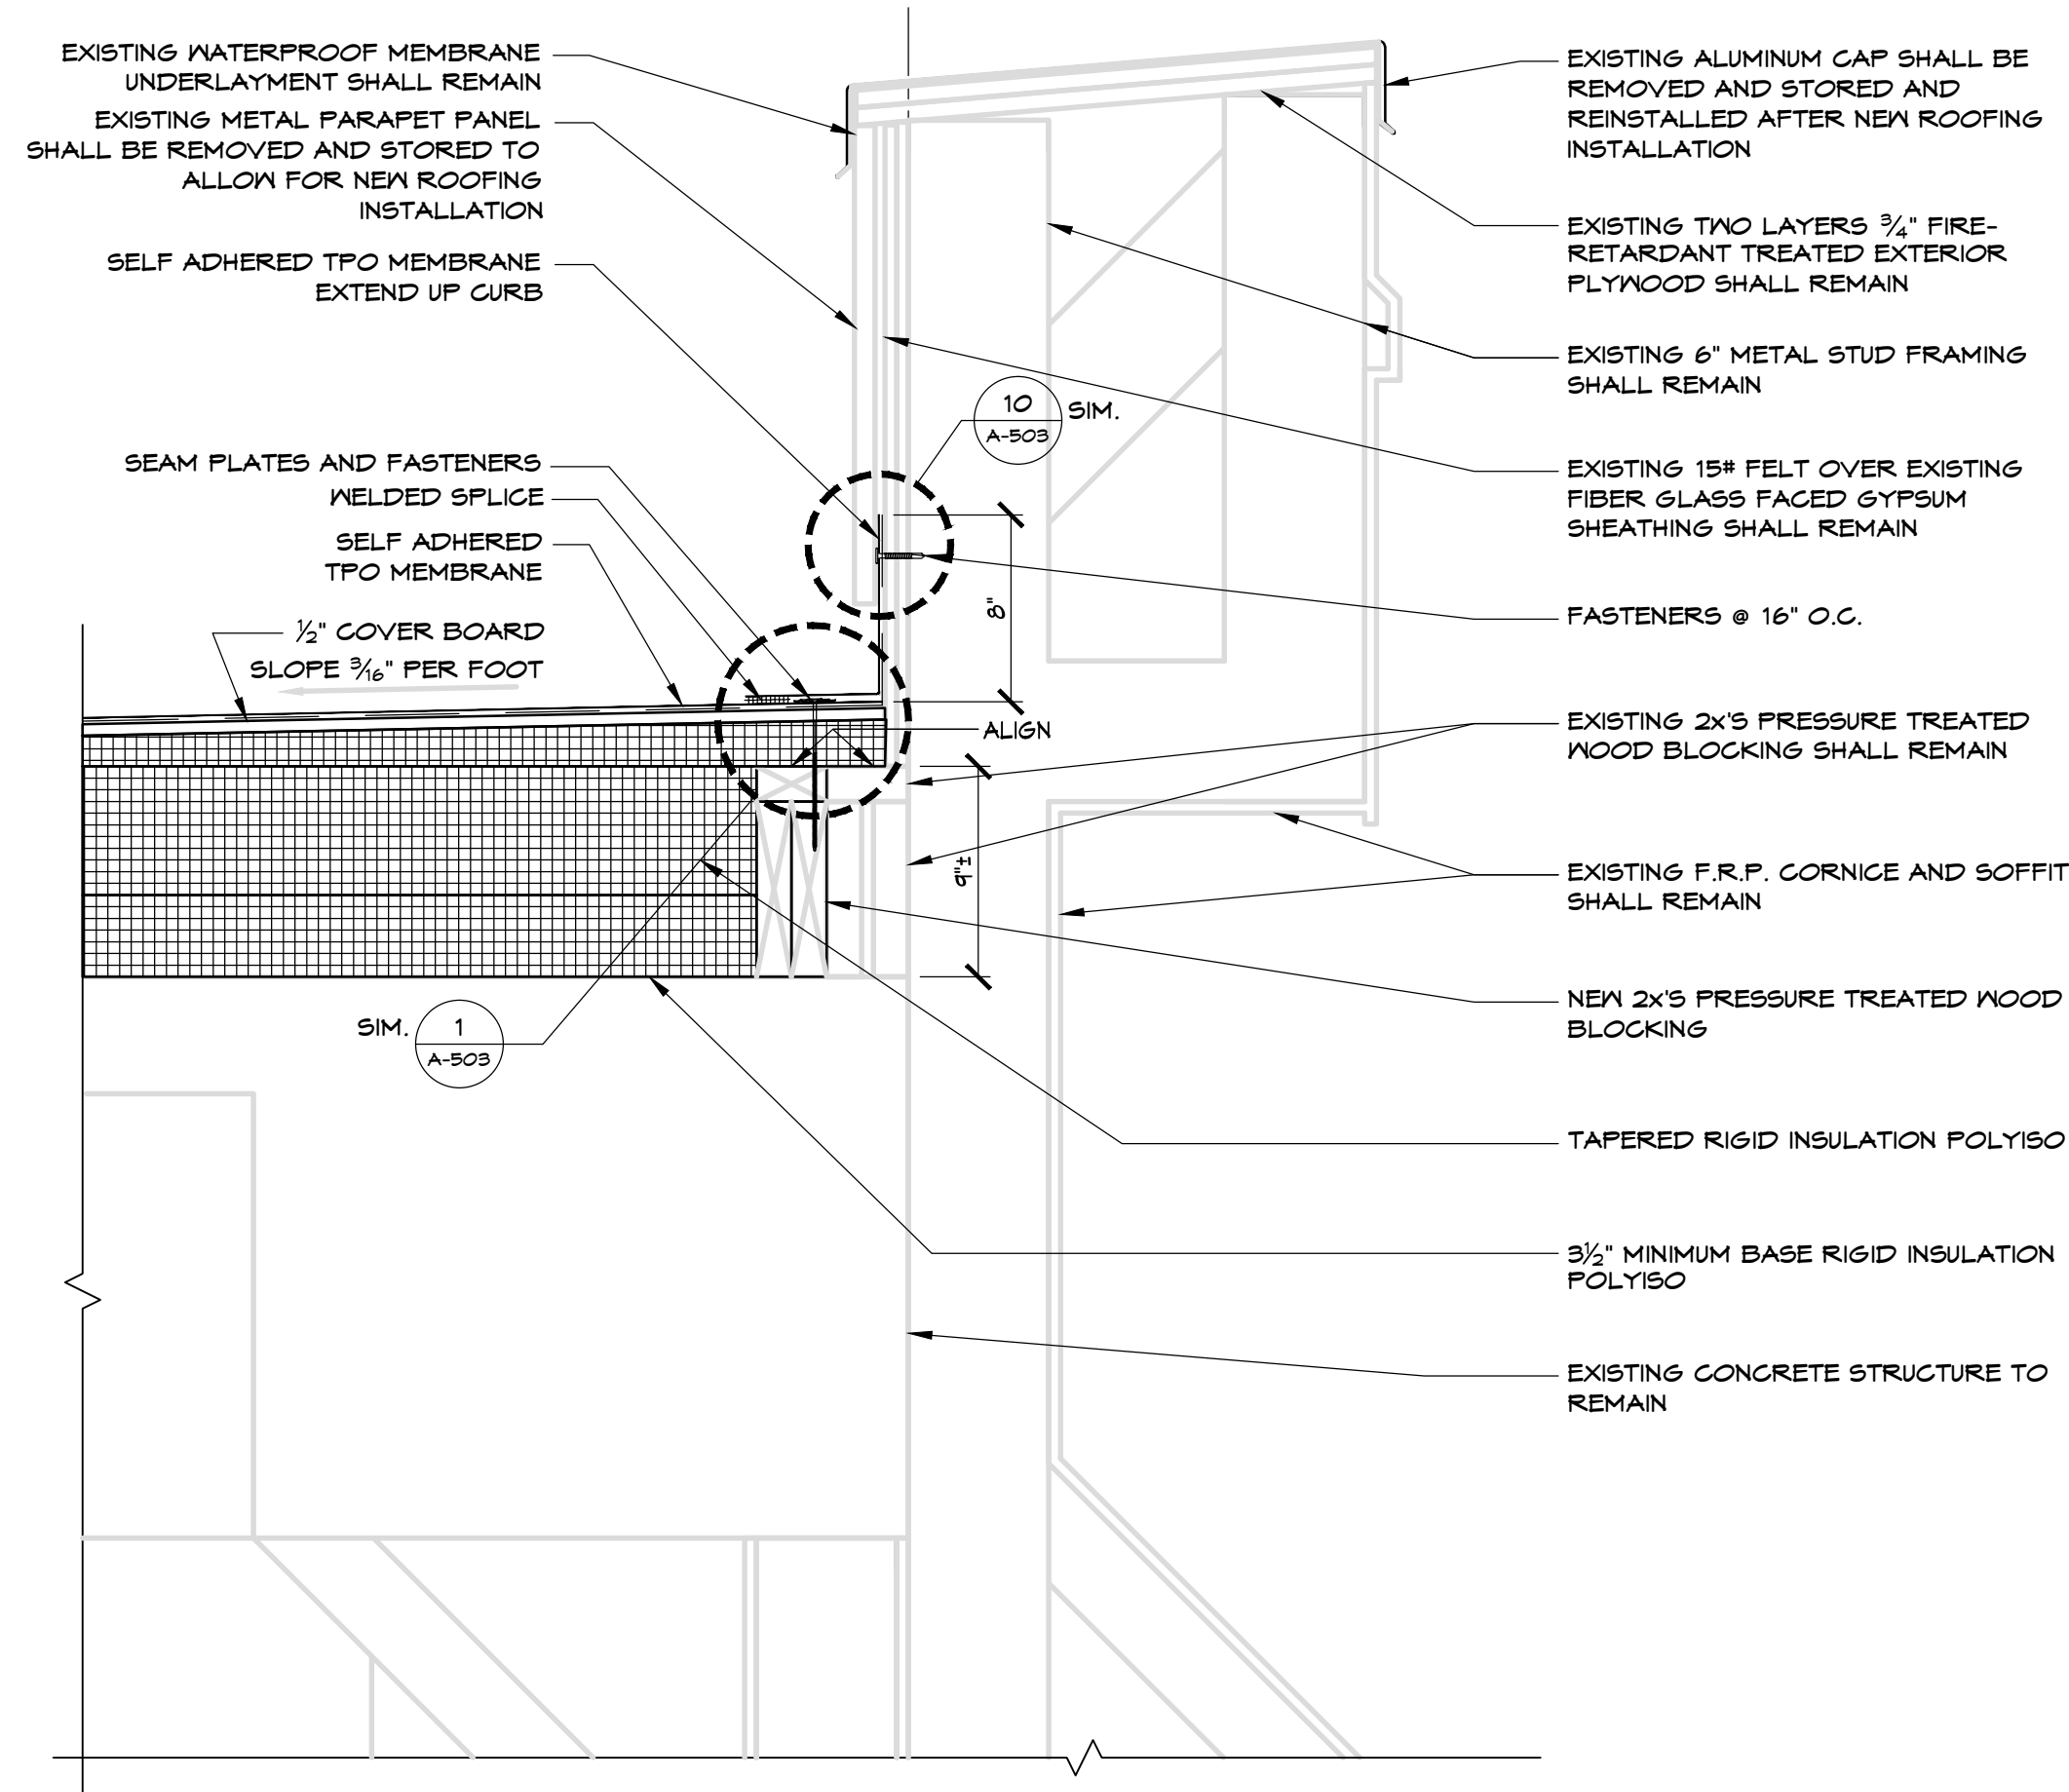 EXISTING WATERPROOF MEMBRANE
UNDERLAYMENT SHALL REMAIN
EXISTING METAL PARAPET PANEL
SHALL BE REMOVED AND STORED TO
ALLOW FOR NEW ROOFING
INSTALLATION
SELF ADHERED TPO MEMBRANE
EXTEND UP CURB
SEAM PLATES AND FASTENERS
WELDED SPLICE
SELF ADHERED
TPO MEMBRANE
½" COVER BOARD
SLOPE 3/16" PER FOOT
10
A-503
SIM.
8"
ALIGN
9"±
SIM.
1
A-503
EXISTING ALUMINUM CAP SHALL BE
REMOVED AND STORED AND
REINSTALLED AFTER NEW ROOFING
INSTALLATION
EXISTING TWO LAYERS ¾" FIRE-
RETARDANT TREATED EXTERIOR
PLYWOOD SHALL REMAIN
EXISTING 6" METAL STUD FRAMING
SHALL REMAIN
EXISTING 15# FELT OVER EXISTING
FIBER GLASS FACED GYPSUM
SHEATHING SHALL REMAIN
FASTENERS @ 16" O.C.
EXISTING 2x'S PRESSURE TREATED
WOOD BLOCKING SHALL REMAIN
EXISTING F.R.P. CORNICE AND SOFFIT
SHALL REMAIN
NEW 2x'S PRESSURE TREATED WOOD
BLOCKING
TAPERED RIGID INSULATION POLYISO
3½" MINIMUM BASE RIGID INSULATION
POLYISO
EXISTING CONCRETE STRUCTURE TO
REMAIN